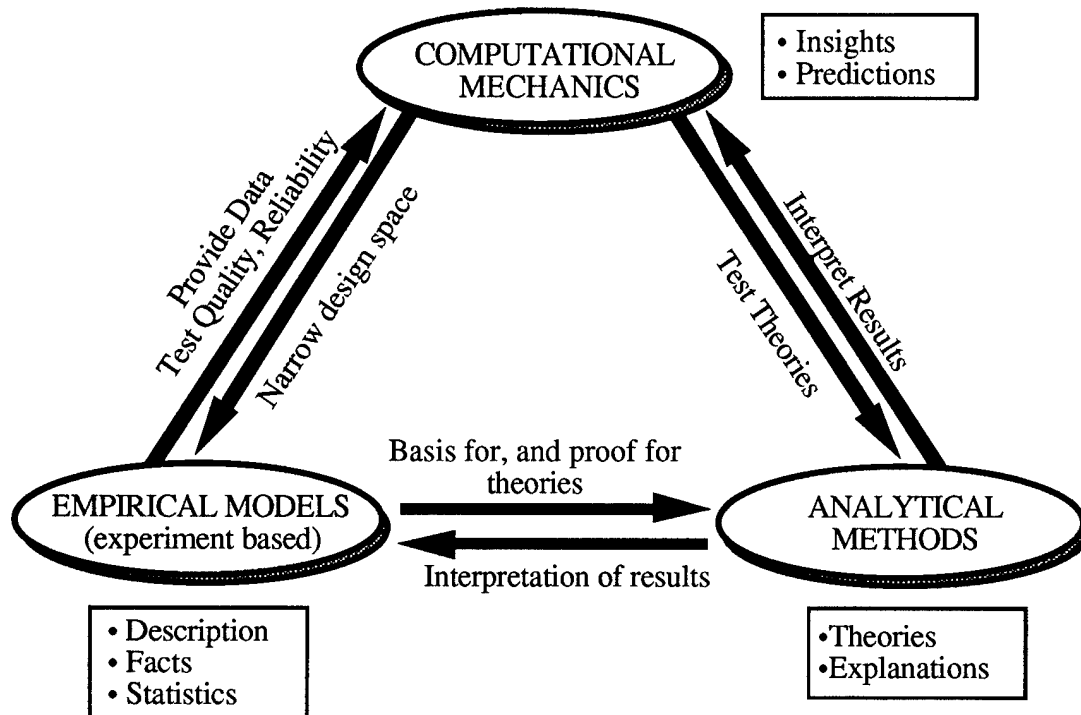 COMPUTATIONAL
MECHANICS
• Insights
• Predictions
Provide Data
Test Quality, Reliability
Narrow design space
Test Theories
Interpret Results
Basis for, and proof for
theories
Interpretation of results
EMPIRICAL MODELS
(experiment based)
ANALYTICAL
METHODS
• Description
• Facts
• Statistics
•Theories
•Explanations